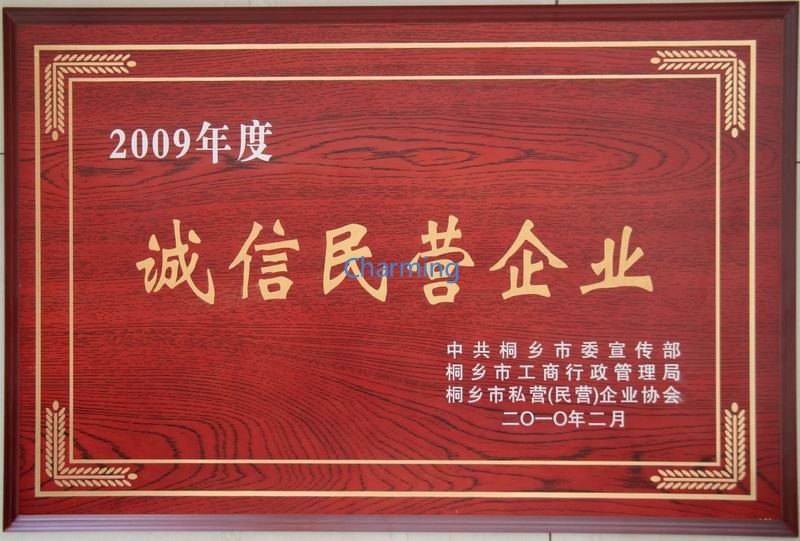 2009年度
诚信民营企业
Charming
中共桐乡市委宣传部
桐乡市工商行政管理局
桐乡市私营(民营)企业协会
二O一O年二月